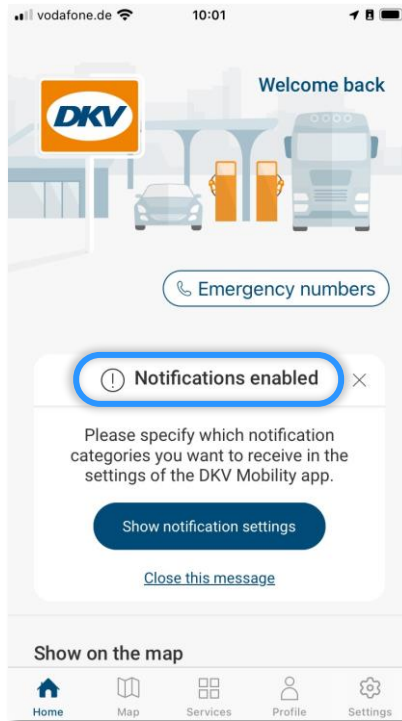 vodafone.de
10:01
Welcome back
DKV
Emergency numbers
Notifications enabled
Please specify which notification
categories you want to receive in the
settings of the DKV Mobility app.
Show notification settings
Close this message
Show on the map
Home
Map
Services
Profile
Settings